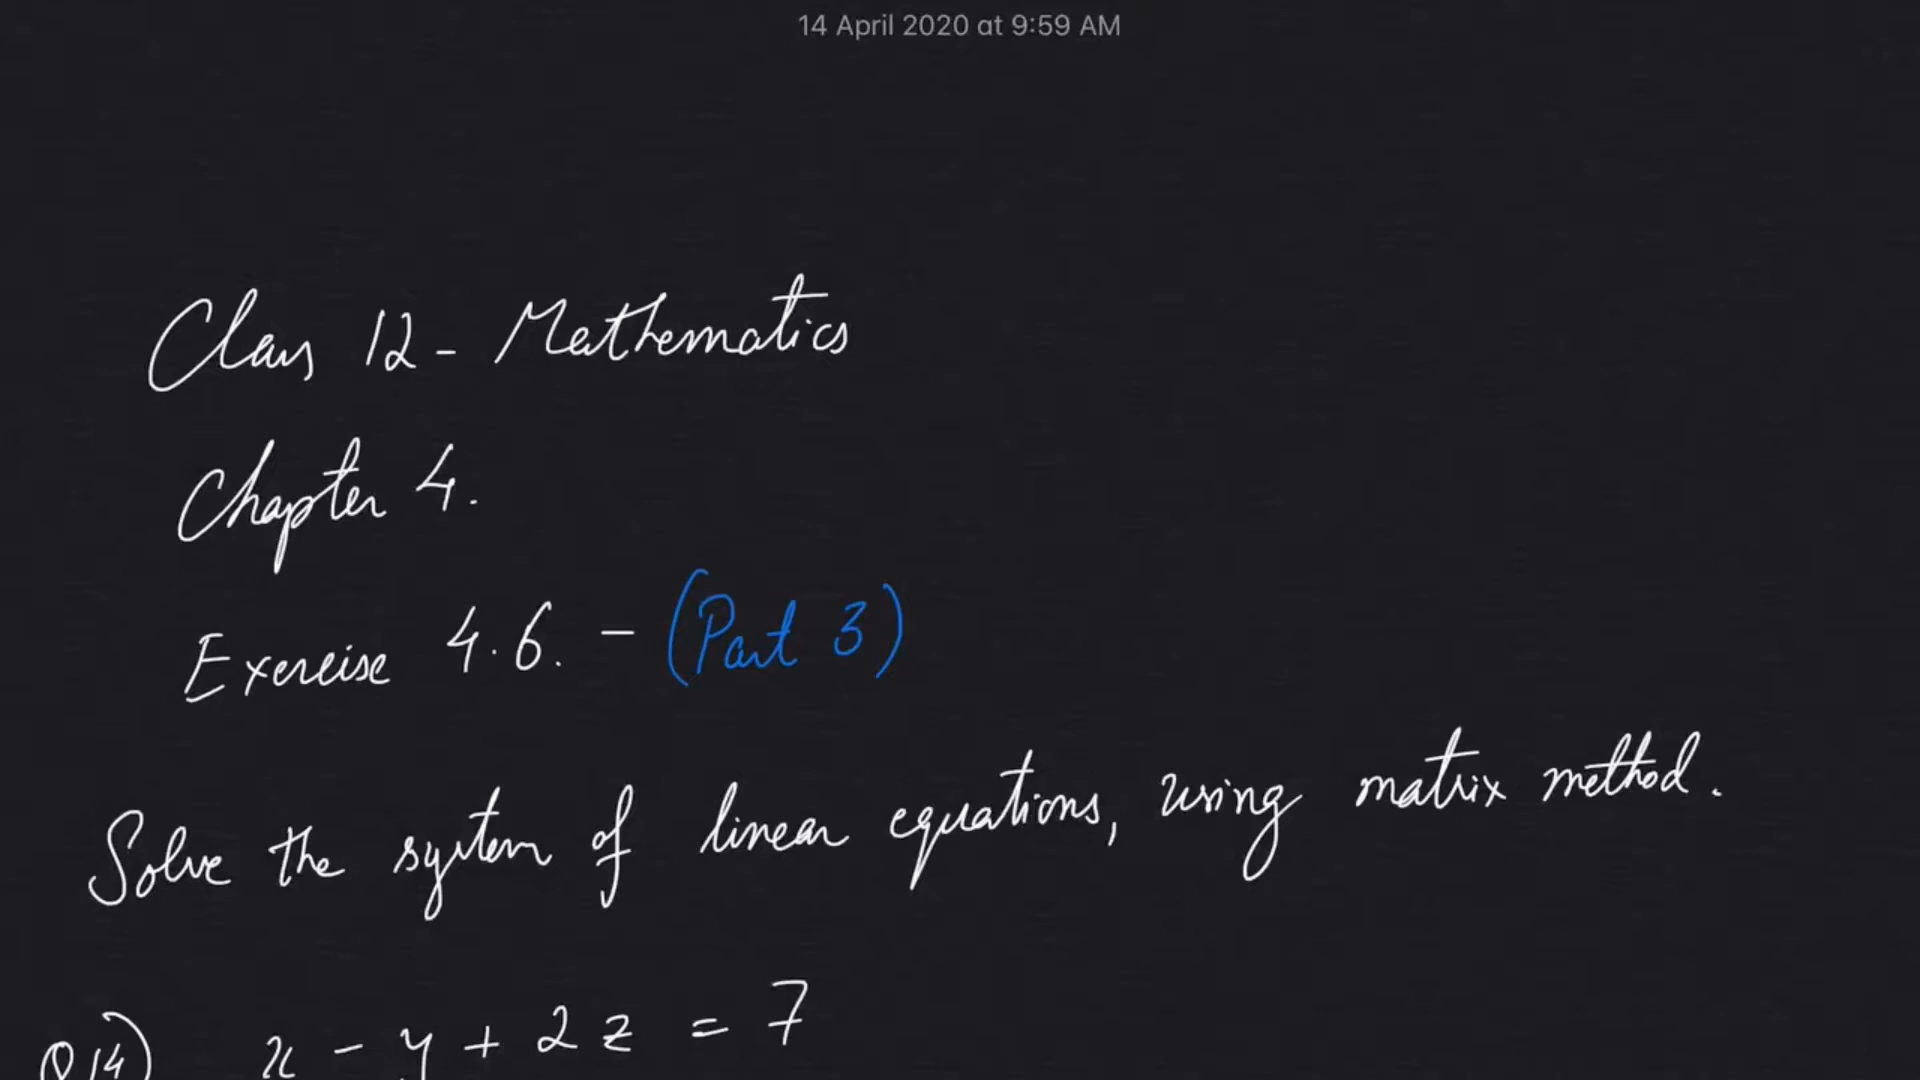 14 April 2020 at 9:59 AM
Class 12 - Mathematics
Chapter 4.
Exercise 4.6. - (Part 3)
Solve the system of linear equations, using matrix method.
Q14) x - y + 2z = 7